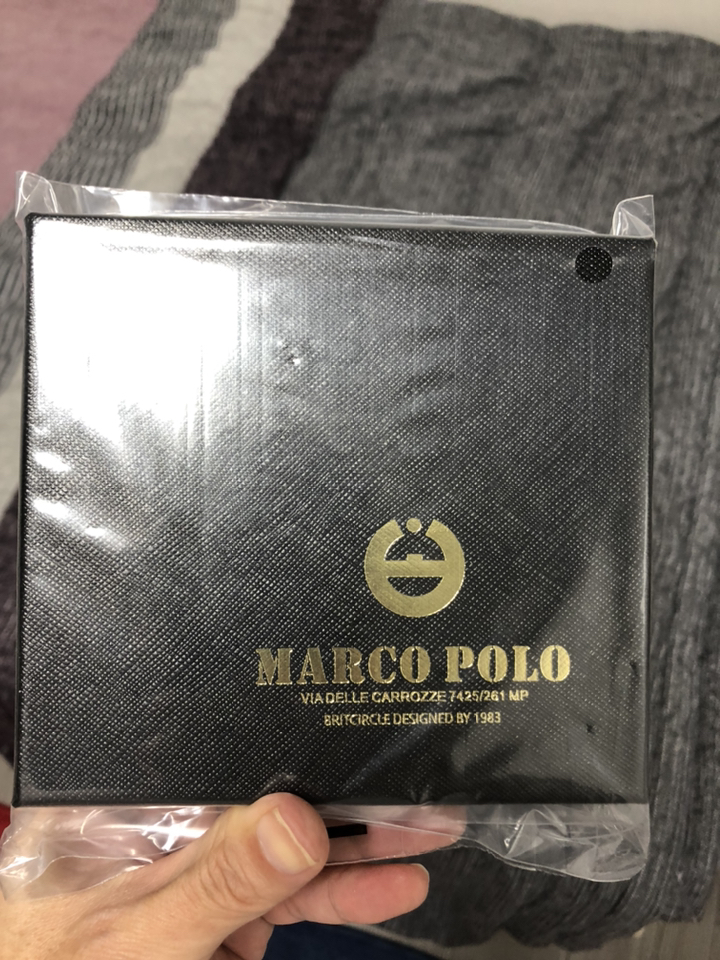 MARCO POLO
VIA DELLE CARROZZE 7425/261 MP
BRITCIRCLE DESIGNED BY 1983